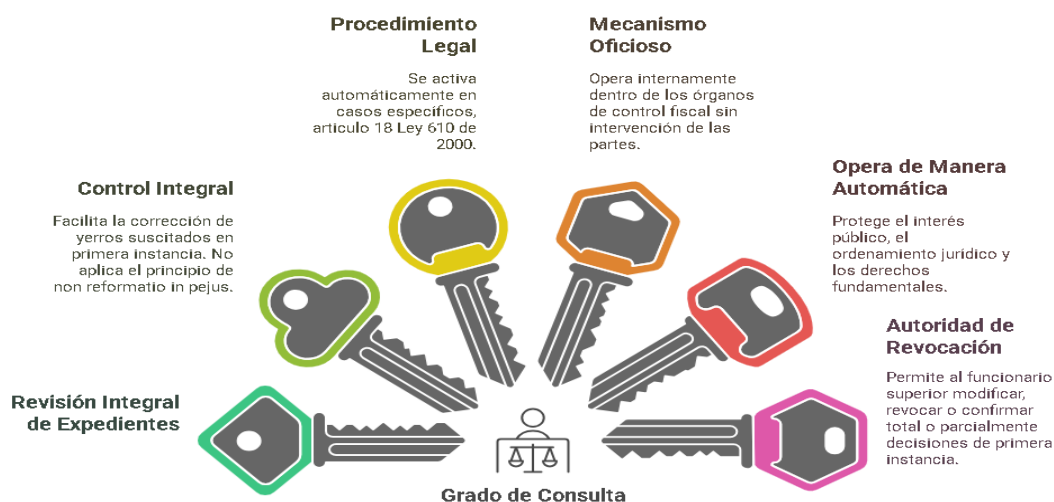 Procedimiento
Legal
Se activa
automáticamente en
casos específicos,
artículo 18 Ley 610 de
2000.
Mecanismo
Oficioso
Opera internamente
dentro de los órganos
de control fiscal sin
intervención de las
partes.
Control Integral
Facilita la corrección de
yerros suscitados en
primera instancia. No
aplica el principio de
non reformatio in pejus.
Opera de Manera
Automática
Protege el interés
público, el
ordenamiento jurídico y
los derechos
fundamentales.
Revisión Integral
de Expedientes
Autoridad de
Revocación
Permite al funcionario
superior modificar,
revocar o confirmar
total o parcialmente
decisiones de primera
instancia.
Grado de Consulta